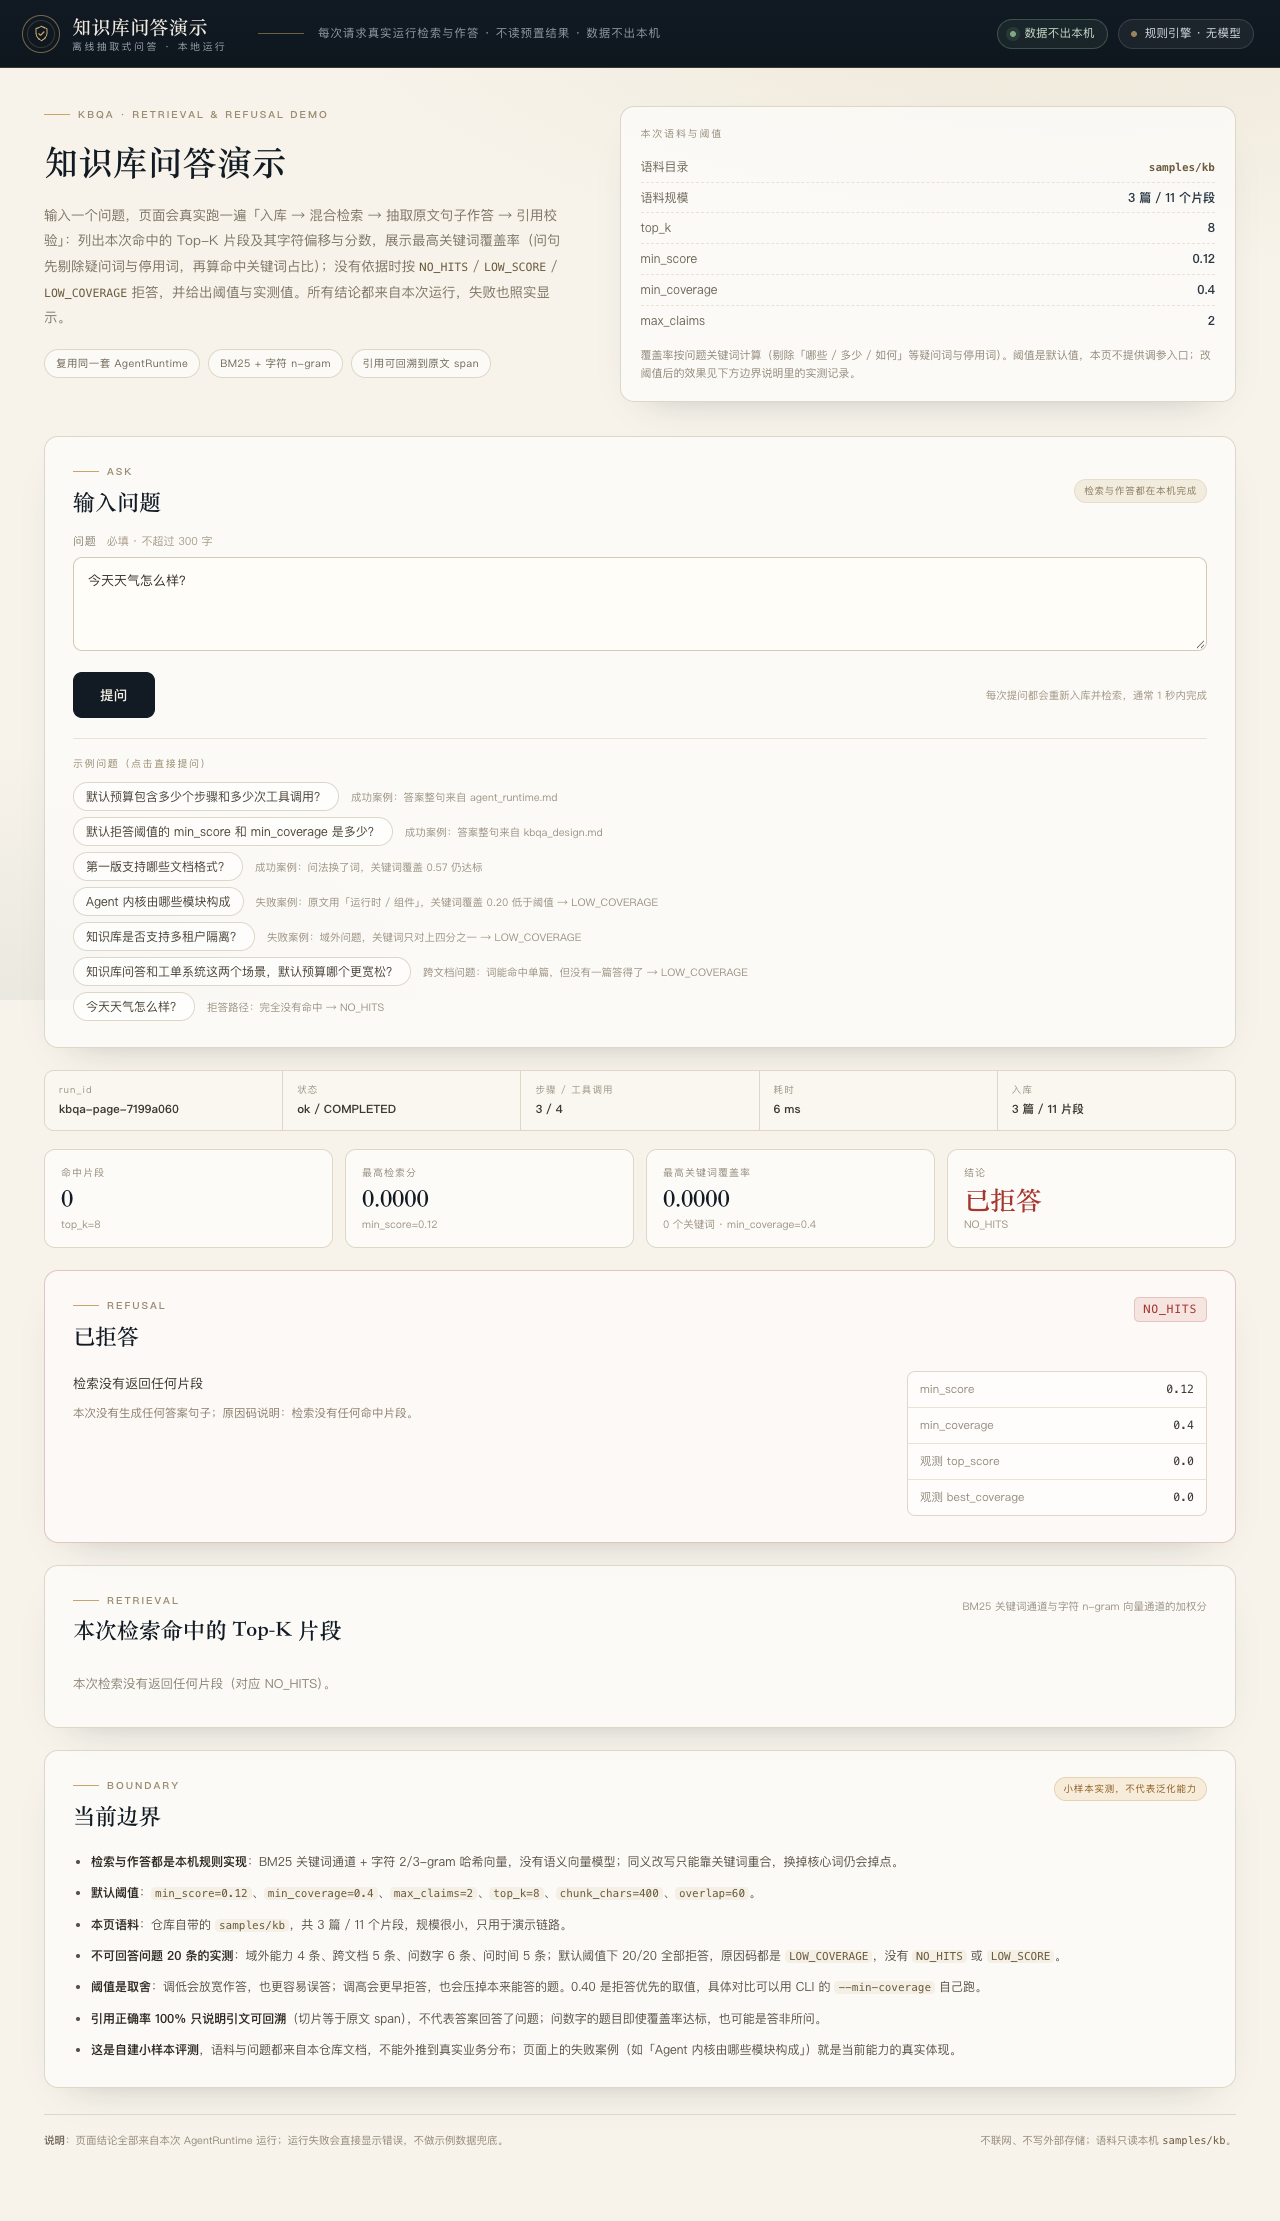 知识库问答演示
离线抽取式问答 · 本地运行
每次请求真实运行检索与作答 · 不读预置结果 · 数据不出本机
数据不出本机
规则引擎 · 无模型
KBQA · RETRIEVAL & REFUSAL DEMO
知识库问答演示
输入一个问题，页面会真实跑一遍「入库 → 混合检索 → 抽取原文句子作答 → 引用校
验」：列出本次命中的 Top-K 片段及其字符偏移与分数，展示最高关键词覆盖率（问句
先剔除疑问词与停用词，再算命中关键词占比）；没有依据时按 NO_HITS / LOW_SCORE /
LOW_COVERAGE 拒答，并给出阈值与实测值。所有结论都来自本次运行，失败也照实显
示。
复用同一套 AgentRuntime
BM25 + 字符 n-gram
引用可回溯到原文 span
本次语料与阈值
语料目录 samples/kb
语料规模 3 篇 / 11 个片段
top_k 8
min_score 0.12
min_coverage 0.4
max_claims 2
覆盖率按问题关键词计算（剔除「哪些 / 多少 / 如何」等疑问词与停用词）。阈值是默认值，本页不提供调参入口；改
阈值后的效果见下方边界说明里的实测记录。
ASK
输入问题
检索与作答都在本机完成
问题 必填 · 不超过 300 字
今天天气怎么样？
提问
每次提问都会重新入库并检索，通常 1 秒内完成
示例问题（点击直接提问）
默认预算包含多少个步骤和多少次工具调用？ 成功案例：答案整句来自 agent_runtime.md
默认拒答阈值的 min_score 和 min_coverage 是多少？ 成功案例：答案整句来自 kbqa_design.md
第一版支持哪些文档格式？ 成功案例：问法换了词，关键词覆盖 0.57 仍达标
Agent 内核由哪些模块构成 失败案例：原文用「运行时 / 组件」，关键词覆盖 0.20 低于阈值 → LOW_COVERAGE
知识库是否支持多租户隔离？ 失败案例：域外问题，关键词只对上四分之一 → LOW_COVERAGE
知识库问答和工单系统这两个场景，默认预算哪个更宽松？ 跨文档问题：词能命中单篇，但没有一篇答得了 → LOW_COVERAGE
今天天气怎么样？ 拒答路径：完全没有命中 → NO_HITS
run_id
kbqa-page-7199a060
状态
ok / COMPLETED
步骤 / 工具调用
3 / 4
耗时
6 ms
入库
3 篇 / 11 片段
命中片段
0
top_k=8
最高检索分
0.0000
min_score=0.12
最高关键词覆盖率
0.0000
0 个关键词 · min_coverage=0.4
结论
已拒答
NO_HITS
REFUSAL
已拒答
NO_HITS
检索没有返回任何片段
本次没有生成任何答案句子；原因码说明：检索没有任何命中片段。
min_score 0.12
min_coverage 0.4
观测 top_score 0.0
观测 best_coverage 0.0
RETRIEVAL
本次检索命中的 Top-K 片段
BM25 关键词通道与字符 n-gram 向量通道的加权分
本次检索没有返回任何片段（对应 NO_HITS）。
BOUNDARY
当前边界
小样本实测，不代表泛化能力
• 检索与作答都是本机规则实现：BM25 关键词通道 + 字符 2/3-gram 哈希向量，没有语义向量模型；同义改写只能靠关键词重合，换掉核心词仍会掉点。
• 默认阈值：min_score=0.12、min_coverage=0.4、max_claims=2、top_k=8、chunk_chars=400、overlap=60。
• 本页语料：仓库自带的 samples/kb，共 3 篇 / 11 个片段，规模很小，只用于演示链路。
• 不可回答问题 20 条的实测：域外能力 4 条、跨文档 5 条、问数字 6 条、问时间 5 条；默认阈值下 20/20 全部拒答，原因码都是 LOW_COVERAGE，没有 NO_HITS 或 LOW_SCORE。
• 阈值是取舍：调低会放宽作答，也更容易误答；调高会更早拒答，也会压掉本来能答的题。0.40 是拒答优先的取值，具体对比可以用 CLI 的 --min-coverage 自己跑。
• 引用正确率 100% 只说明引文可回溯（切片等于原文 span），不代表答案回答了问题；问数字的题目即使覆盖率达标，也可能是答非所问。
• 这是自建小样本评测，语料与问题都来自本仓库文档，不能外推到真实业务分布；页面上的失败案例（如「Agent 内核由哪些模块构成」）就是当前能力的真实体现。
说明：页面结论全部来自本次 AgentRuntime 运行；运行失败会直接显示错误，不做示例数据兜底。
不联网、不写外部存储；语料只读本机 samples/kb。